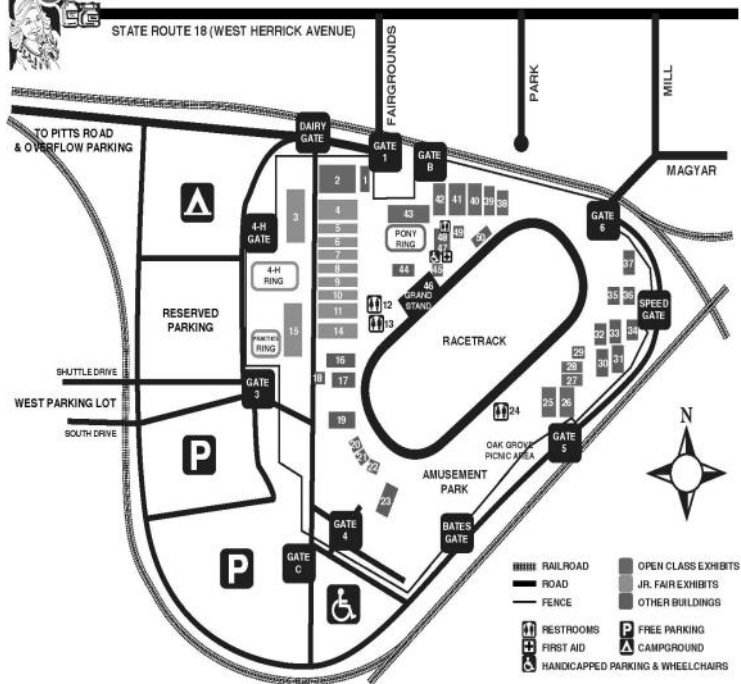 STATE ROUTE 18 (WEST HERRICK AVENUE)
FAIRGROUNDS
PARK
MILL
MAGYAR
TO PITTS ROAD
& OVERFLOW PARKING
DAIRY
GATE
GATE
1
GATE
B
GATE
6
4-H
GATE
SPEED
GATE
GATE
3
GATE
5
BATES
GATE
GATE
4
GATE
C
1
2
3
4
5
6
7
8
9
10
11
14
15
16
17
18
19
20
21
22
23
12
13
24
25
26
27
28
29
30
31
32
33
34
35
36
37
38
39
40
41
42
43
44
45
46
GRAND
STAND
47
48
49
50
PONY
RING
4-H
RING
PRACTICE
RING
RESERVED
PARKING
RACETRACK
SHUTTLE DRIVE
WEST PARKING LOT
SOUTH DRIVE
P
P
OAK GROVE
PICNIC AREA
AMUSEMENT
PARK
N
RAILROAD
ROAD
FENCE
OPEN CLASS EXHIBITS
JR. FAIR EXHIBITS
OTHER BUILDINGS
RESTROOMS
FIRST AID
P FREE PARKING
CAMPGROUND
HANDICAPPED PARKING & WHEELCHAIRS